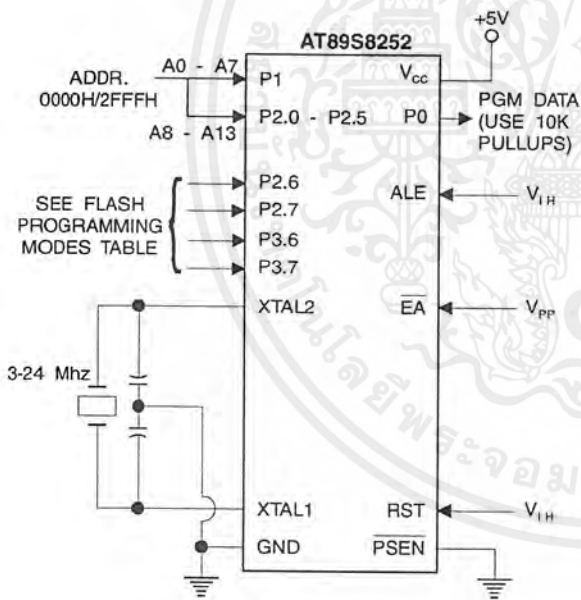 AT89S8252
+5V
ADDR.
0000H/2FFFH
A0 - A7
P1
VCC
A8 - A13
P2.0 - P2.5
P0
PGM DATA
(USE 10K
PULLUPS)
SEE FLASH
PROGRAMMING
MODES TABLE
P2.6
P2.7
P3.6
P3.7
ALE
VIH
XTAL2
EA
VPP
3-24 Mhz
XTAL1
RST
VIH
GND
PSEN